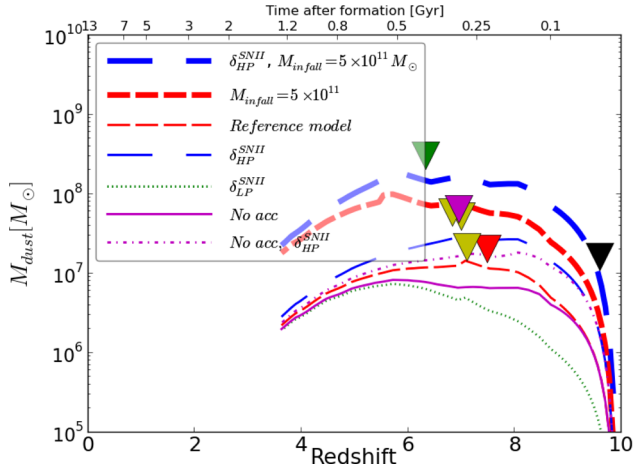 Time after formation [Gyr]
13 7 5 3 2 1.2 0.8 0.5 0.25 0.1
10^10
10^9
10^8
10^7
10^6
10^5
M_dust[M_⊙]
δ_HP^SNII, M_infall=5×10^11 M_⊙
M_infall=5×10^11
Reference model
δ_HP^SNII
δ_LP^SNII
No acc
No acc, δ_HP^SNII
0 2 4 6 8 10
Redshift